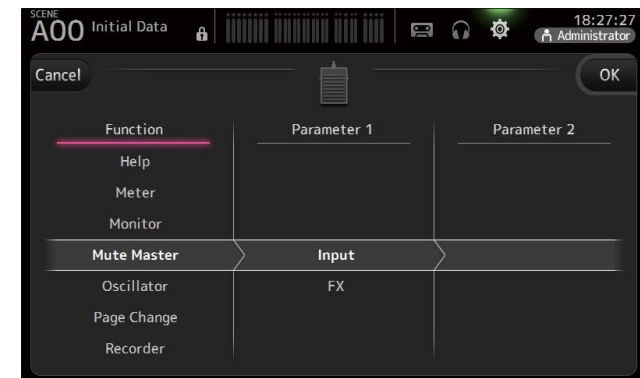 SCENE
A00 Initial Data
18:27:27
Administrator
Cancel
OK
Function
Parameter 1
Parameter 2
Help
Meter
Monitor
Mute Master
Input
Oscillator
FX
Page Change
Recorder